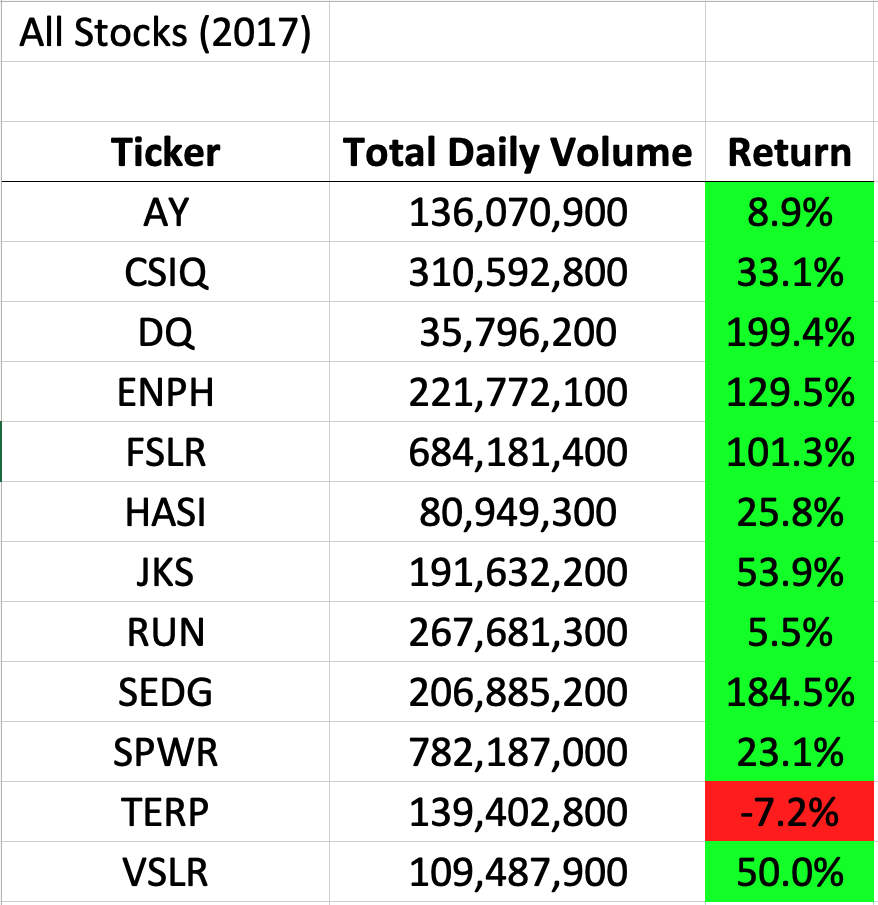 All Stocks (2017)
Ticker Total Daily Volume Return
AY 136,070,900 8.9%
CSIQ 310,592,800 33.1%
DQ 35,796,200 199.4%
ENPH 221,772,100 129.5%
FSLR 684,181,400 101.3%
HASI 80,949,300 25.8%
JKS 191,632,200 53.9%
RUN 267,681,300 5.5%
SEDG 206,885,200 184.5%
SPWR 782,187,000 23.1%
TERP 139,402,800 -7.2%
VSLR 109,487,900 50.0%